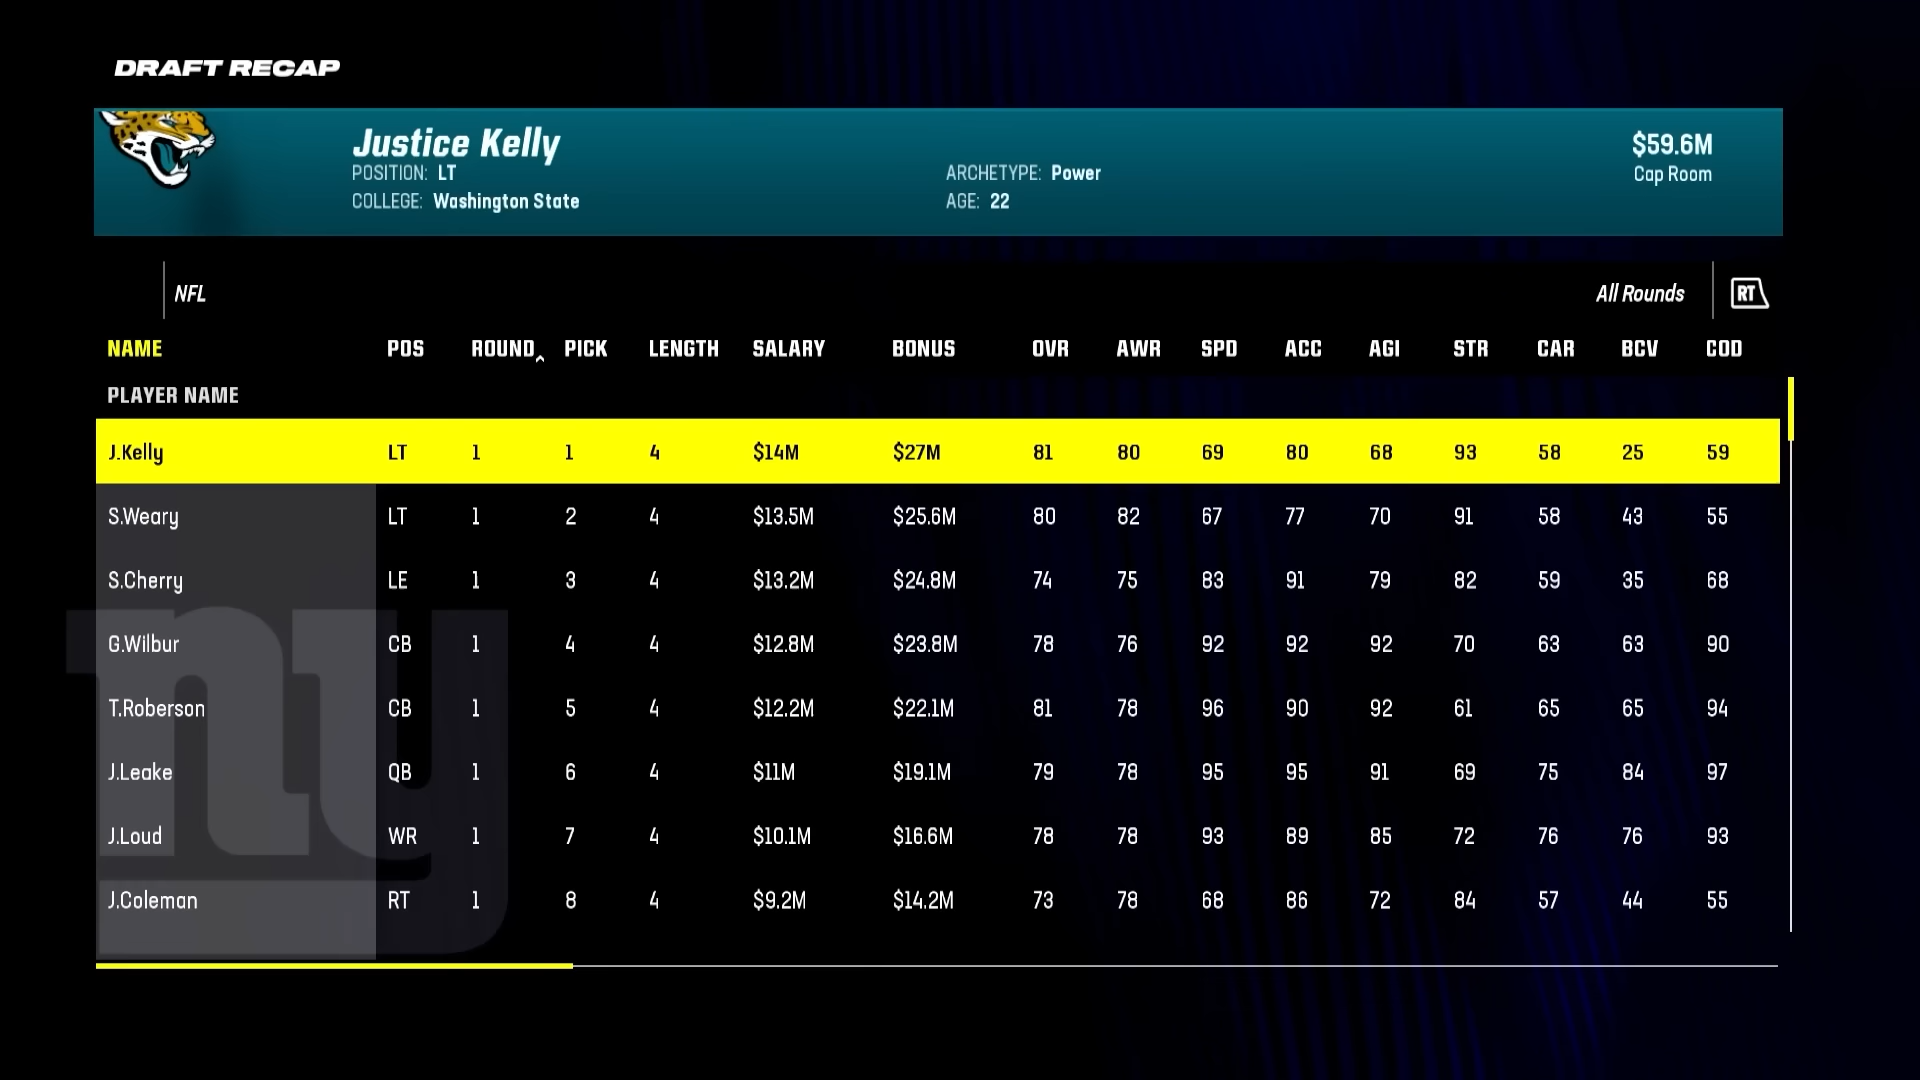 DRAFT RECAP
Justice Kelly
POSITION: LT
COLLEGE: Washington State
ARCHETYPE: Power
AGE: 22
$59.6M
Cap Room
NFL
All Rounds
RT
NAME POS ROUND PICK LENGTH SALARY BONUS OVR AWR SPD ACC AGI STR CAR BCV COD
PLAYER NAME
J.Kelly LT 1 1 4 $14M $27M 81 80 69 80 68 93 58 25 59
S.Weary LT 1 2 4 $13.5M $25.6M 80 82 67 77 70 91 58 43 55
S.Cherry LE 1 3 4 $13.2M $24.8M 74 75 83 91 79 82 59 35 68
G.Wilbur CB 1 4 4 $12.8M $23.8M 78 76 92 92 92 70 63 63 90
T.Roberson CB 1 5 4 $12.2M $22.1M 81 78 96 90 92 61 65 65 94
J.Leake QB 1 6 4 $11M $19.1M 79 78 95 95 91 69 75 84 97
J.Loud WR 1 7 4 $10.1M $16.6M 78 78 93 89 85 72 76 76 93
J.Coleman RT 1 8 4 $9.2M $14.2M 73 78 68 86 72 84 57 44 55
ny